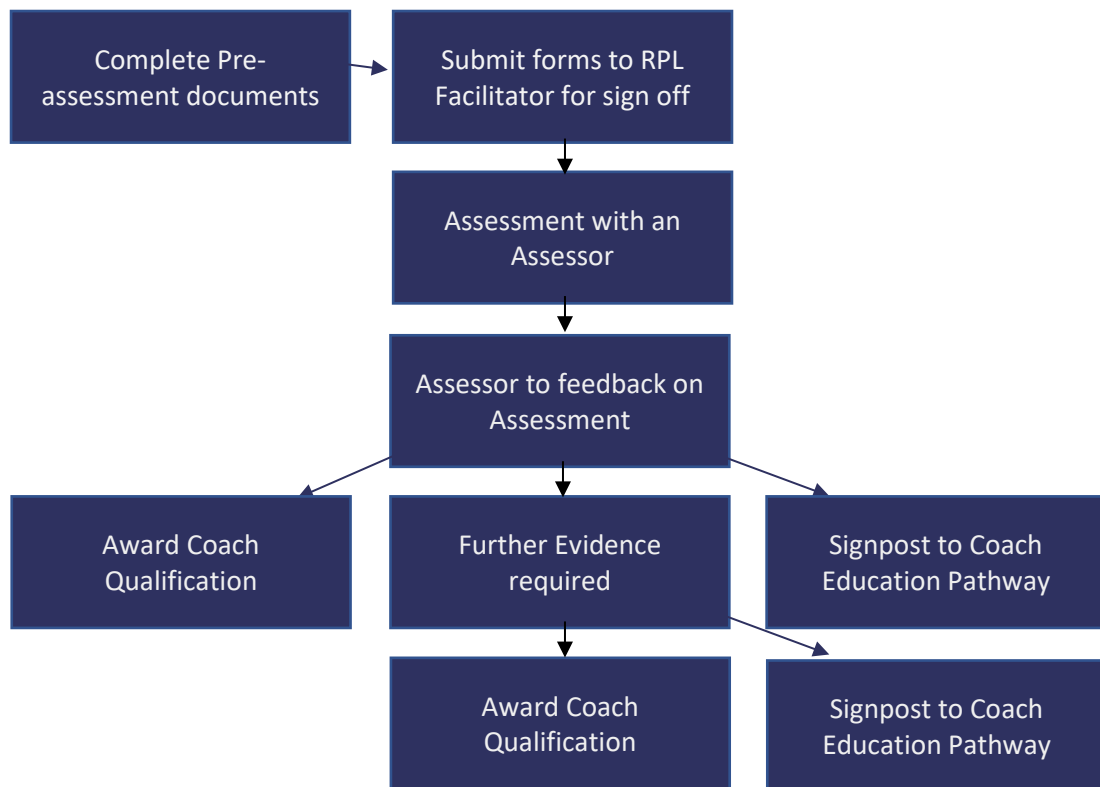 Complete Pre-
assessment documents
Submit forms to RPL
Facilitator for sign off
Assessment with an
Assessor
Assessor to feedback on
Assessment
Award Coach
Qualification
Further Evidence
required
Signpost to Coach
Education Pathway
Award Coach
Qualification
Signpost to Coach
Education Pathway